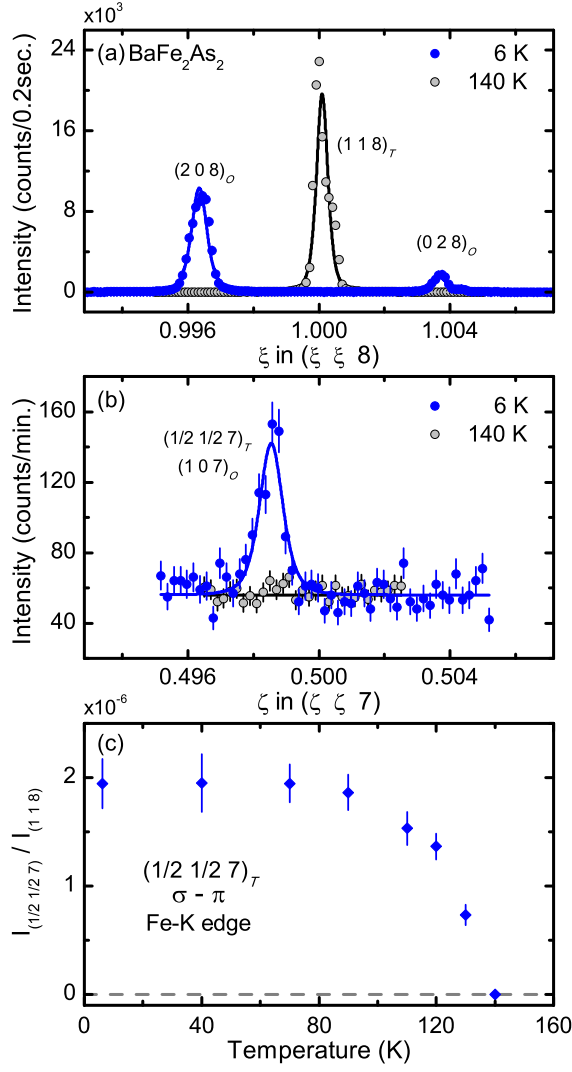 x10³
24
16
8
0
Intensity (counts/0.2sec.)
(a) BaFe₂As₂
6 K
140 K
(2 0 8)O
(1 1 8)T
(0 2 8)O
0.996 1.000 1.004
ξ in (ξ ξ 8)
160
120
80
40
Intensity (counts/min.)
(b)
6 K
140 K
(1/2 1/2 7)T
(1 0 7)O
0.496 0.500 0.504
ζ in (ζ ζ 7)
x10⁻⁶
2
1
0
I(1/2 1/2 7) / I(1 1 8)
(c)
(1/2 1/2 7)T
σ - π
Fe-K edge
0 40 80 120 160
Temperature (K)